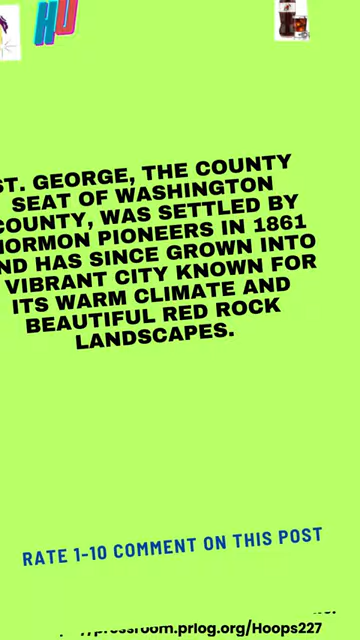 HU
ST. GEORGE, THE COUNTY
SEAT OF WASHINGTON
COUNTY, WAS SETTLED BY
MORMON PIONEERS IN 1861
AND HAS SINCE GROWN INTO
VIBRANT CITY KNOWN FOR
ITS WARM CLIMATE AND
BEAUTIFUL RED ROCK
LANDSCAPES.
RATE 1-10 COMMENT ON THIS POST
pressroom.prlog.org/Hoops227